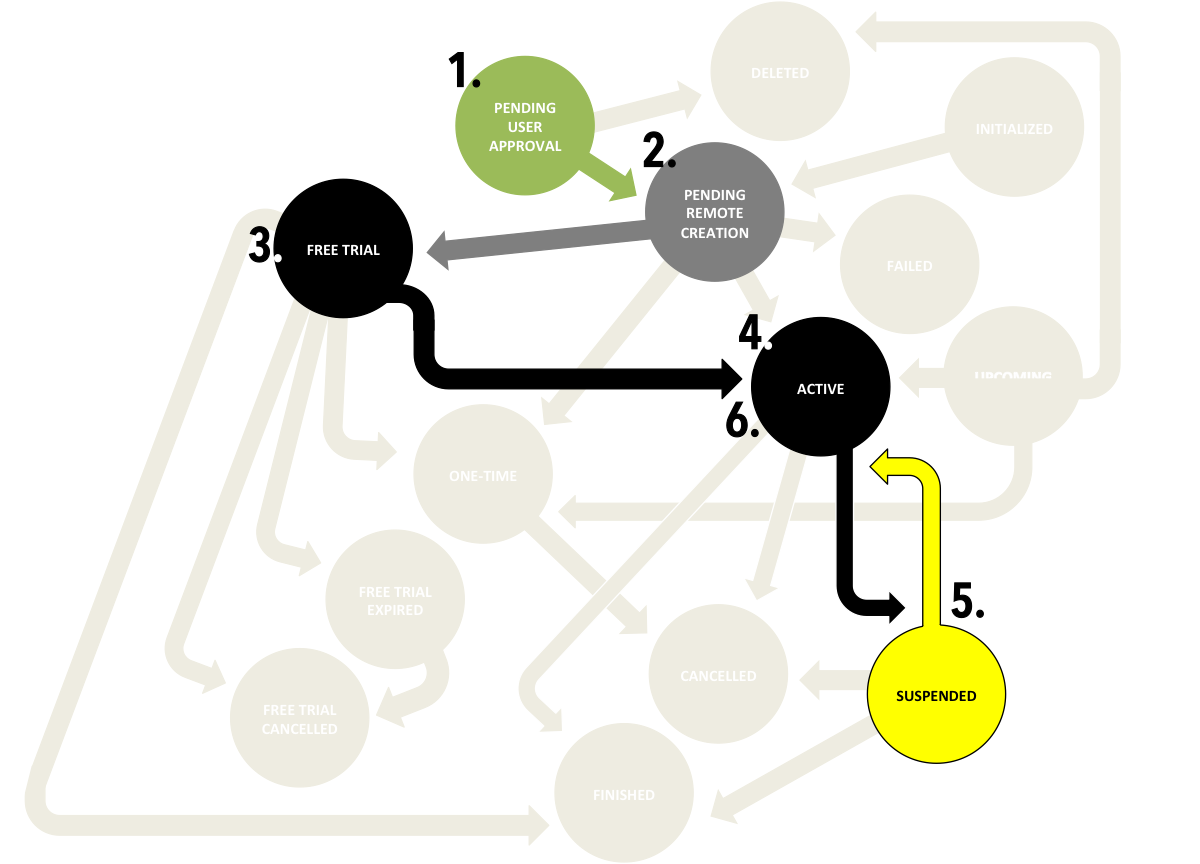 1.
PENDING
USER
APPROVAL
DELETED
INITIALIZED
2.
PENDING
REMOTE
CREATION
3.
FREE TRIAL
FAILED
4.
ACTIVE
6.
UPCOMING
ONE-TIME
FREE TRIAL
EXPIRED
5.
SUSPENDED
CANCELLED
FREE TRIAL
CANCELLED
FINISHED